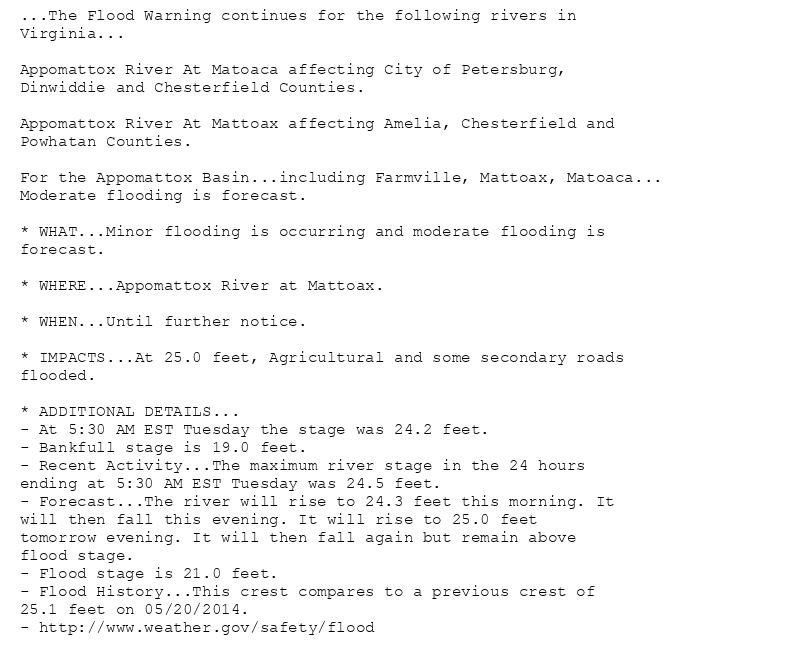 ...The Flood Warning continues for the following rivers in
Virginia...
Appomattox River At Matoaca affecting City of Petersburg,
Dinwiddie and Chesterfield Counties.
Appomattox River At Mattoax affecting Amelia, Chesterfield and
Powhatan Counties.
For the Appomattox Basin...including Farmville, Mattoax, Matoaca...
Moderate flooding is forecast.
* WHAT...Minor flooding is occurring and moderate flooding is
forecast.
* WHERE...Appomattox River at Mattoax.
* WHEN...Until further notice.
* IMPACTS...At 25.0 feet, Agricultural and some secondary roads
flooded.
* ADDITIONAL DETAILS...
- At 5:30 AM EST Tuesday the stage was 24.2 feet.
- Bankfull stage is 19.0 feet.
- Recent Activity...The maximum river stage in the 24 hours
ending at 5:30 AM EST Tuesday was 24.5 feet.
- Forecast...The river will rise to 24.3 feet this morning. It
will then fall this evening. It will rise to 25.0 feet
tomorrow evening. It will then fall again but remain above
flood stage.
- Flood stage is 21.0 feet.
- Flood History...This crest compares to a previous crest of
25.1 feet on 05/20/2014.
- http://www.weather.gov/safety/flood